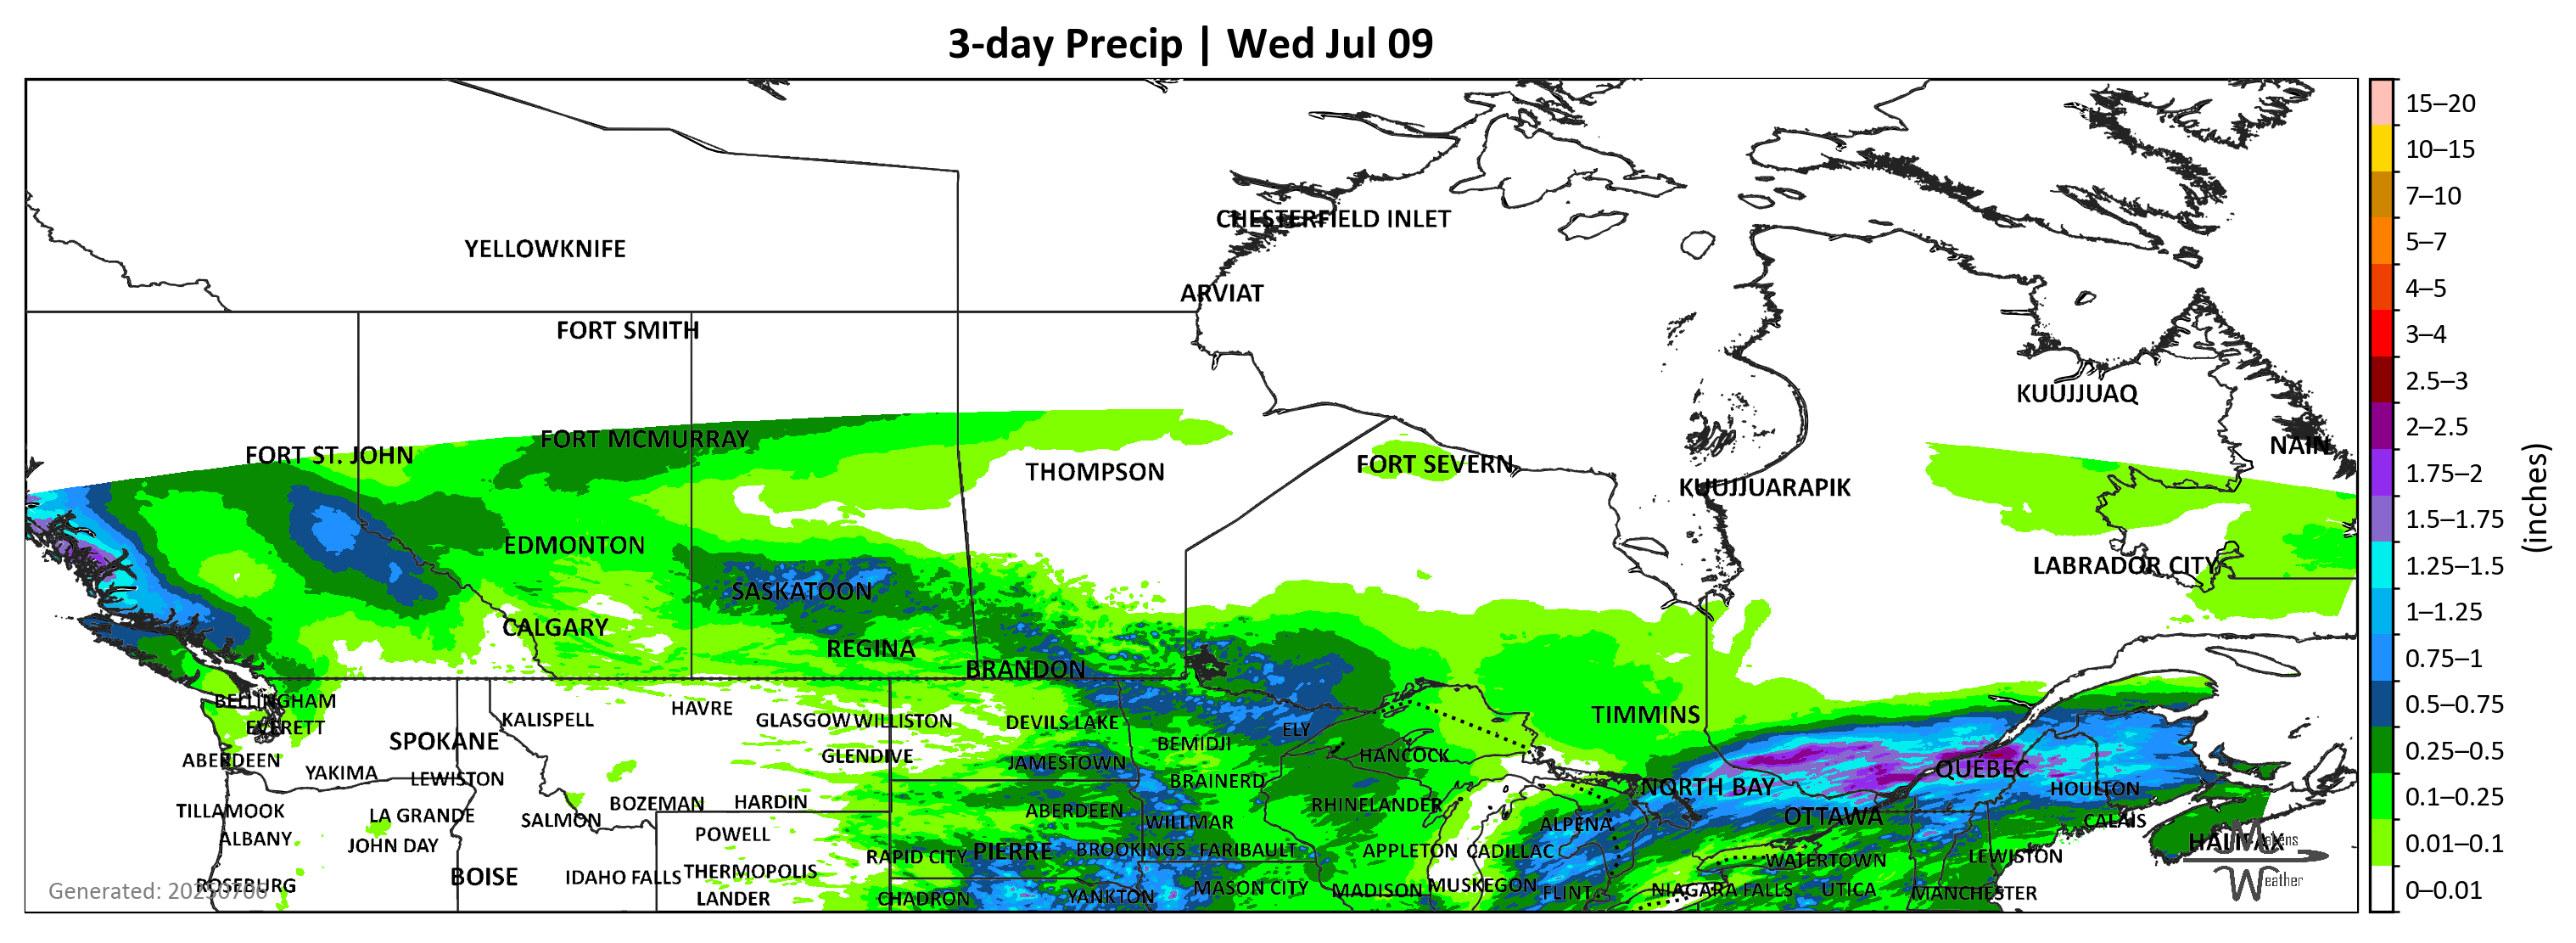 3-day Precip | Wed Jul 09
CHESTERFIELD INLET
YELLOWKNIFE
ARVIAT
FORT SMITH
KUUJJUAQ
FORT MCMURRAY
NAIN
FORT ST. JOHN
FORT SEVERN
THOMPSON
KUUJJUARAPIK
EDMONTON
LABRADOR CITY
SASKATOON
CALGARY
REGINA
BRANDON
BELLINGHAM
HAVRE
KALISPELL
GLASGOW
WILLISTON
DEVILS LAKE
TIMMINS
EVERETT
ELY
SPOKANE
BEMIDJI
HANCOCK
GLENDIVE
ABERDEEN
JAMESTOWN
QUEBEC
YAKIMA
LEWISTON
BRAINERD
NORTH BAY
HOULTON
TILLAMOOK
LA GRANDE
BOZEMAN
HARDIN
ABERDEEN
RHINELANDER
SALMON
WILLMAR
ALPENA
OTTAWA
CALAIS
ALBANY
JOHN DAY
POWELL
HALIFAX
RAPID CITY
PIERRE
BROOKINGS
FARIBAULT
APPLETON
CADILLAC
WATERTOWN
LEWISTON
BOISE
IDAHO FALLS
THERMOPOLIS
Weather
ROSEBURG
MASON CITY
MADISON
MUSKEGON
FLINT
NIAGARA FALLS
UTICA
MANCHESTER
LANDER
CHADRON
YANKTON
15–20
10–15
7–10
5–7
4–5
3–4
2.5–3
2–2.5
1.75–2
1.5–1.75
1.25–1.5
1–1.25
0.75–1
0.5–0.75
0.25–0.5
0.1–0.25
0.01–0.1
0–0.01
(inches)
Generated: